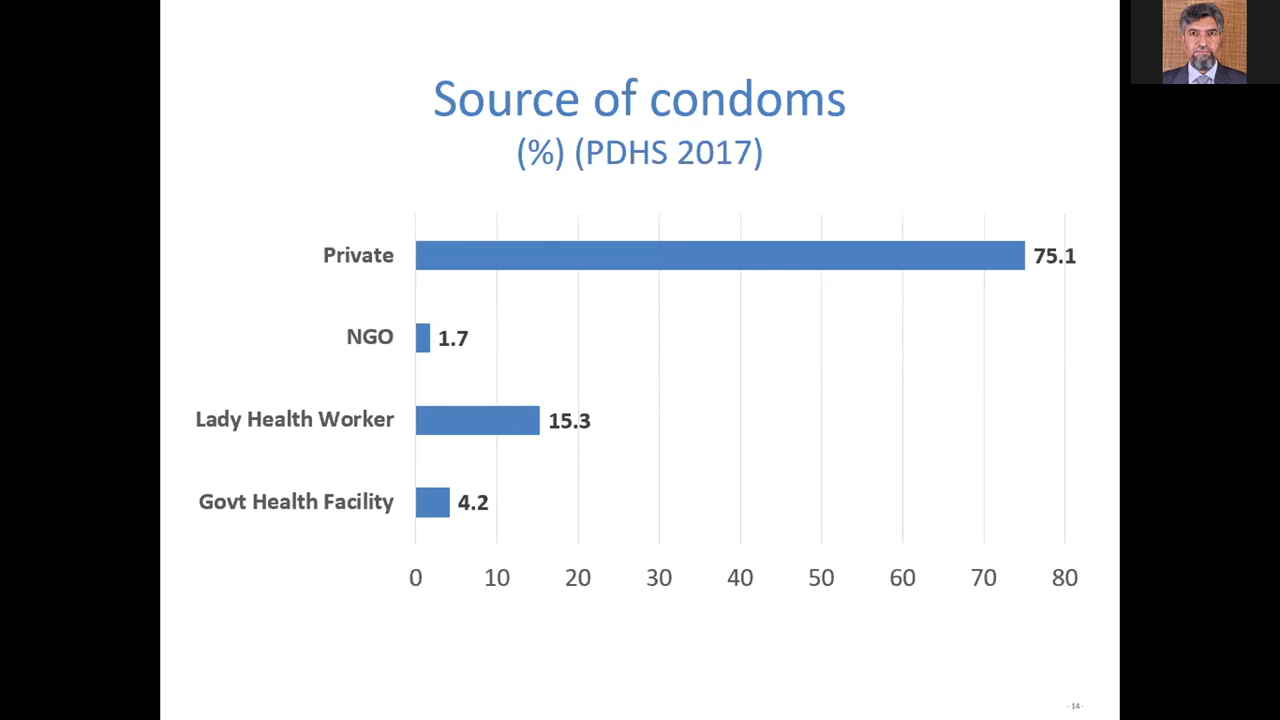 Source of condoms
(%) (PDHS 2017)
Private 75.1
NGO 1.7
Lady Health Worker 15.3
Govt Health Facility 4.2
0 10 20 30 40 50 60 70 80
- 14 -